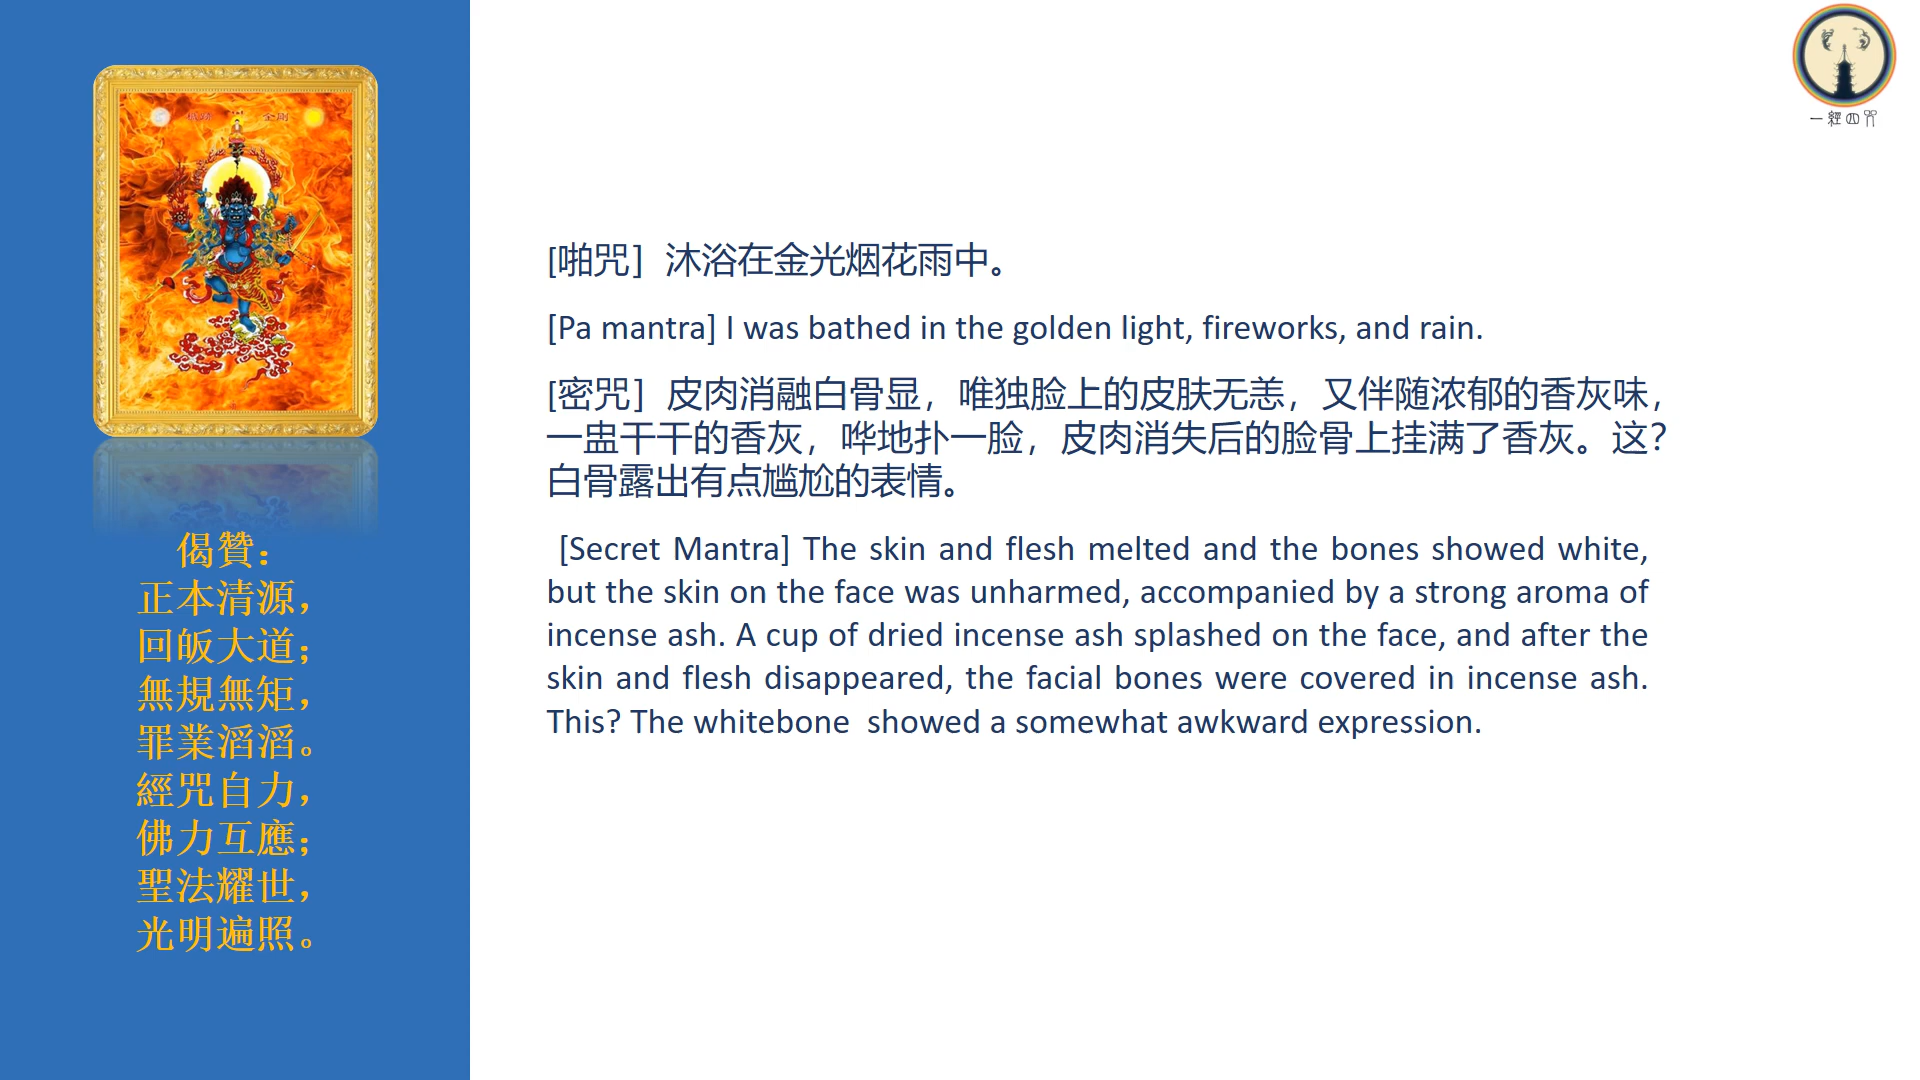 一經四咒
金剛
偈贊：
正本清源，
回皈大道；
無規無矩，
罪業滔滔。
經咒自力，
佛力互應；
聖法耀世，
光明遍照。
[啪咒］沐浴在金光烟花雨中。
[Pa mantra] I was bathed in the golden light, fireworks, and rain.
[密咒］皮肉消融白骨显，唯独脸上的皮肤无恙，又伴随浓郁的香灰味，
一盅干干的香灰，哗地扑一脸，皮肉消失后的脸骨上挂满了香灰。这？
白骨露出有点尴尬的表情。
[Secret Mantra] The skin and flesh melted and the bones showed white,
but the skin on the face was unharmed, accompanied by a strong aroma of
incense ash. A cup of dried incense ash splashed on the face, and after the
skin and flesh disappeared, the facial bones were covered in incense ash.
This? The whitebone  showed a somewhat awkward expression.